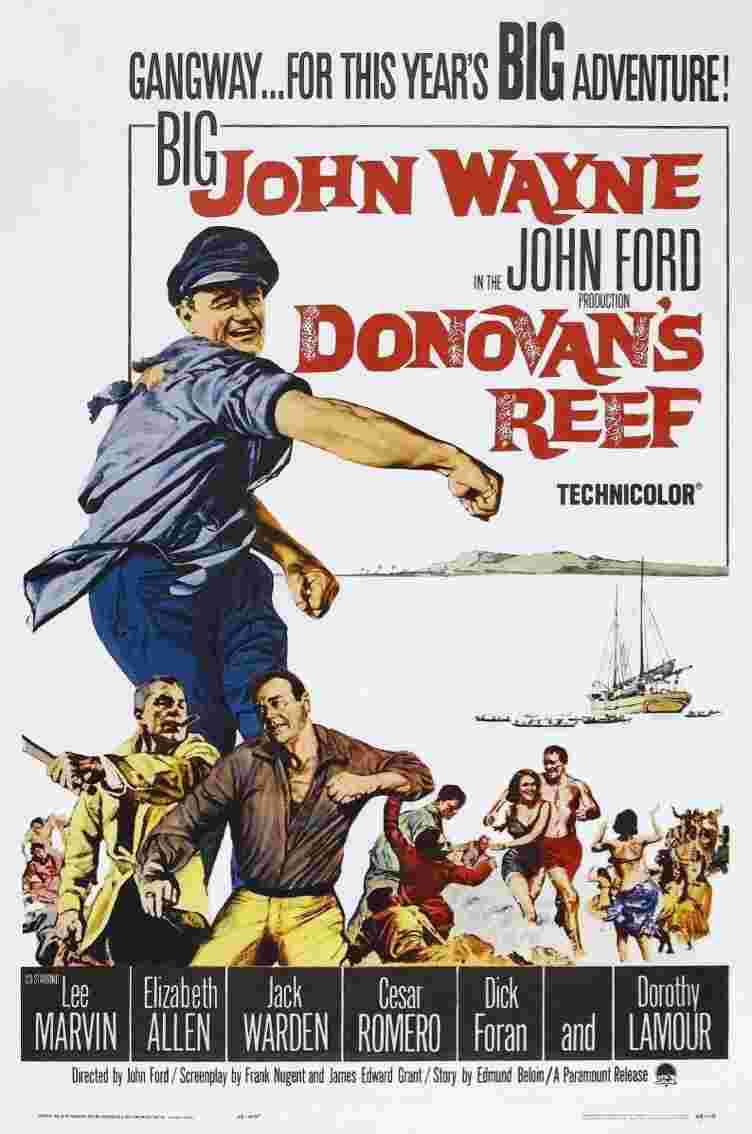 GANGWAY...FOR THIS YEAR'S BIG ADVENTURE!
BIG JOHN WAYNE
IN THE JOHN FORD
PRODUCTION
DONOVAN'S
REEF
TECHNICOLOR®
CO-STARRING
Lee MARVIN
Elizabeth ALLEN
Jack WARDEN
Cesar ROMERO
Dick Foran
and
Dorothy LAMOUR
Directed by John Ford / Screenplay by Frank Nugent and James Edward Grant / Story by Edmund Beloin / A Paramount Release